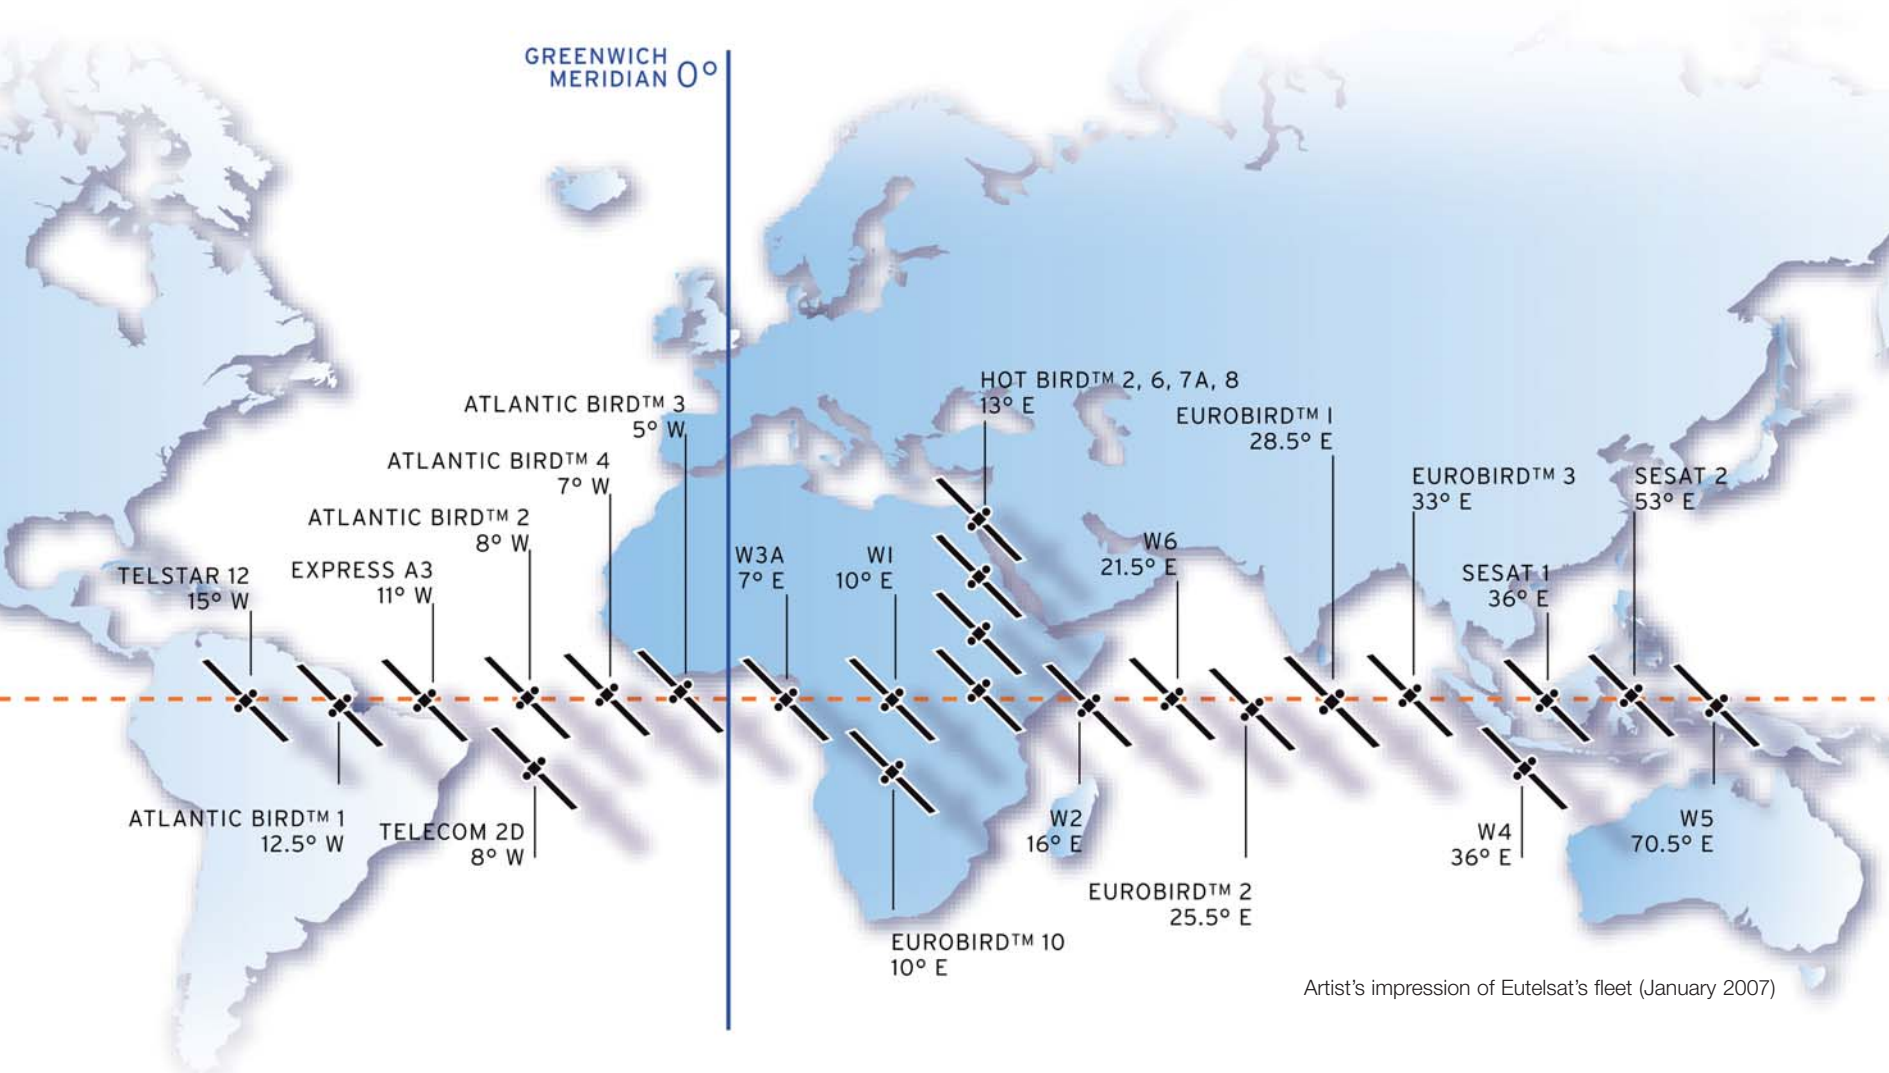 GREENWICH
MERIDIAN 0°
HOT BIRD™ 2, 6, 7A, 8
13° E
ATLANTIC BIRD™ 3
5° W
EUROBIRD™ 1
28.5° E
ATLANTIC BIRD™ 4
7° W
EUROBIRD™ 3
33° E
SESAT 2
53° E
ATLANTIC BIRD™ 2
8° W
W3A
7° E
W1
10° E
W6
21.5° E
TELSTAR 12
15° W
EXPRESS A3
11° W
SESAT 1
36° E
ATLANTIC BIRD™ 1
12.5° W
TELECOM 2D
8° W
W2
16° E
W4
36° E
W5
70.5° E
EUROBIRD™ 2
25.5° E
EUROBIRD™ 10
10° E
Artist's impression of Eutelsat's fleet (January 2007)